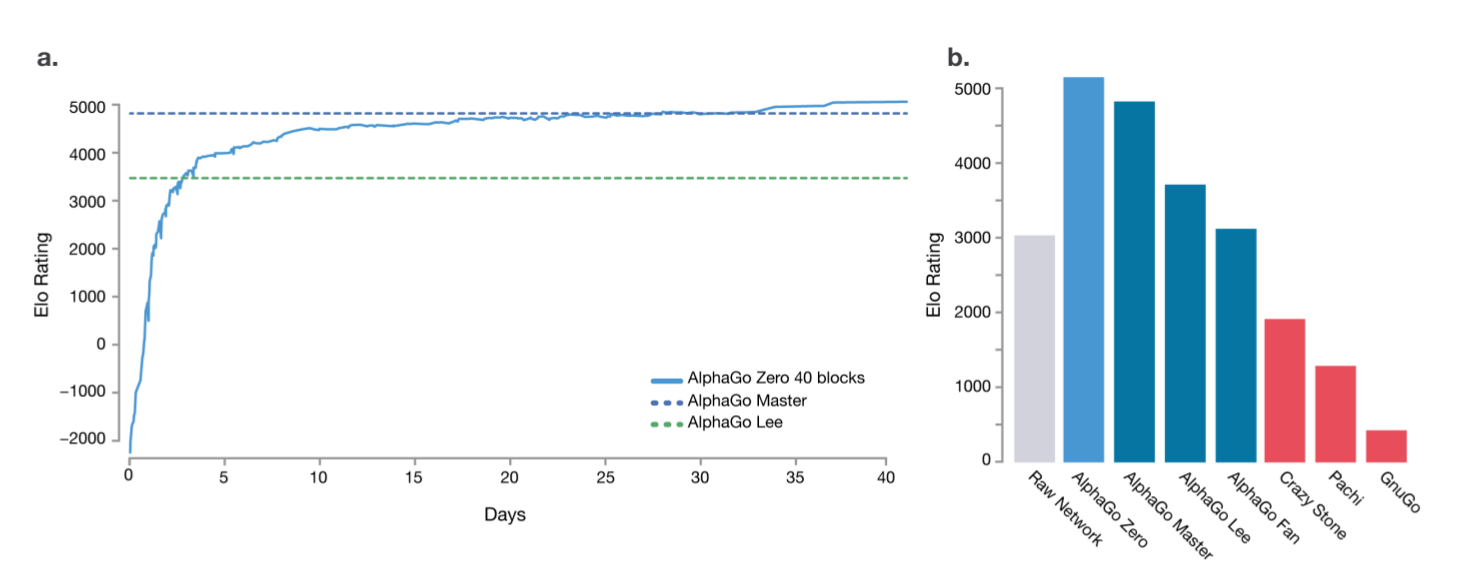 a.
5000
4000
3000
2000
1000
0
−1000
−2000
Elo Rating
0 5 10 15 20 25 30 35 40
Days
AlphaGo Zero 40 blocks
AlphaGo Master
AlphaGo Lee
b.
5000
4000
3000
2000
1000
0
Elo Rating
Raw Network
AlphaGo Zero
AlphaGo Master
AlphaGo Lee
AlphaGo Fan
Crazy Stone
Pachi
GnuGo